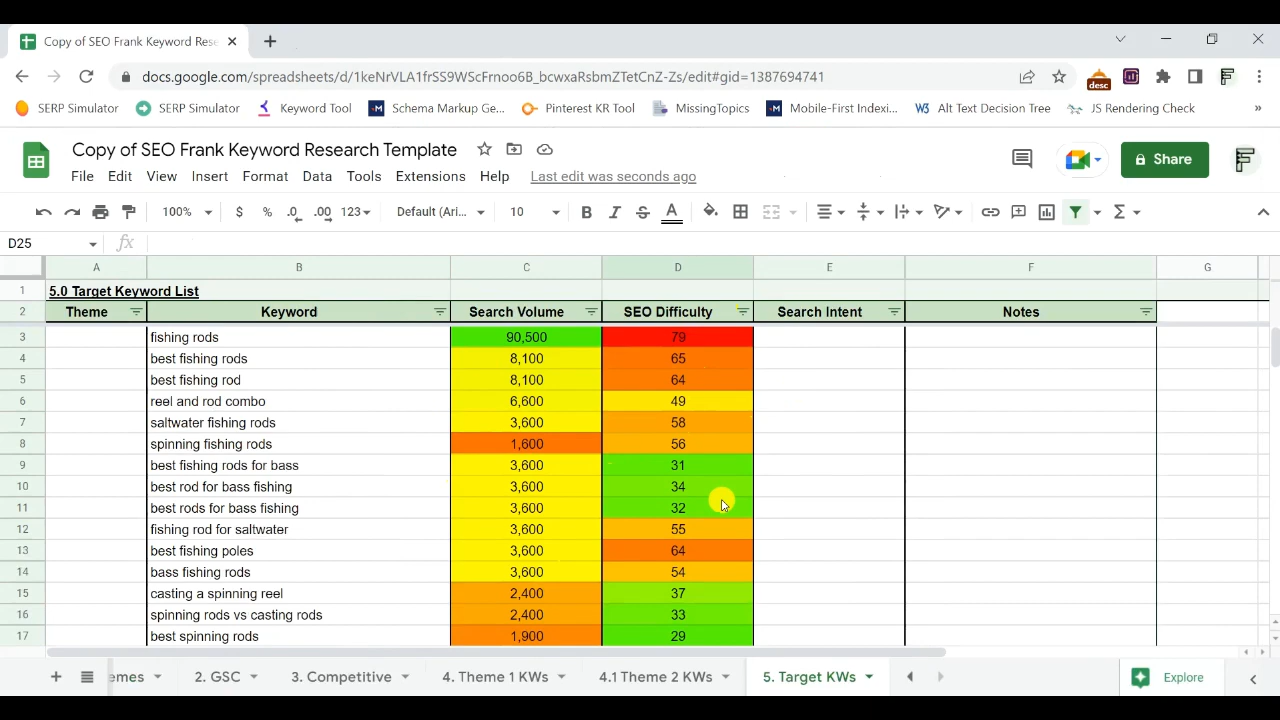 Copy of SEO Frank Keyword Rese
docs.google.com/spreadsheets/d/1keNrVLA1frSS9WScFrnoo6B_bcwxaRsbmZTetCnZ-Zs/edit#gid=1387694741
desc
SERP Simulator SERP Simulator Keyword Tool Schema Markup Ge... Pinterest KR Tool MissingTopics Mobile-First Indexi... Alt Text Decision Tree JS Rendering Check »
Copy of SEO Frank Keyword Research Template
Share
File Edit View Insert Format Data Tools Extensions Help Last edit was seconds ago
100% $ % .0 .00 123 Default (Ari... 10 B I S A Σ
D25 fx
A B C D E F G
1 5.0 Target Keyword List
2 Theme Keyword Search Volume SEO Difficulty Search Intent Notes
3 fishing rods 90,500 79
4 best fishing rods 8,100 65
5 best fishing rod 8,100 64
6 reel and rod combo 6,600 49
7 saltwater fishing rods 3,600 58
8 spinning fishing rods 1,600 56
9 best fishing rods for bass 3,600 31
10 best rod for bass fishing 3,600 34
11 best rods for bass fishing 3,600 32
12 fishing rod for saltwater 3,600 55
13 best fishing poles 3,600 64
14 bass fishing rods 3,600 54
15 casting a spinning reel 2,400 37
16 spinning rods vs casting rods 2,400 33
17 best spinning rods 1,900 29
emes 2. GSC 3. Competitive 4. Theme 1 KWs 4.1 Theme 2 KWs 5. Target KWs Explore